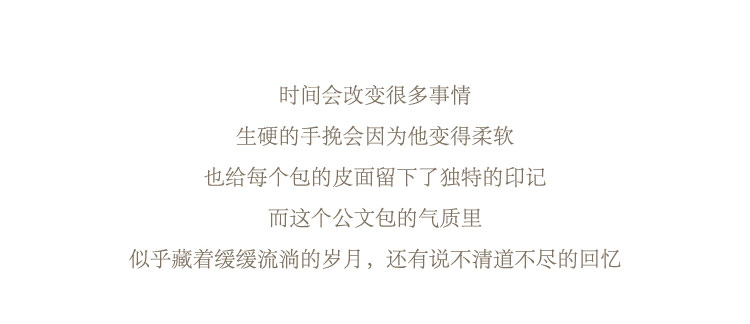 时间会改变很多事情
生硬的手挽会因为他变得柔软
也给每个包的皮面留下了独特的印记
而这个公文包的气质里
似乎藏着缓缓流淌的岁月，还有说不清道不尽的回忆